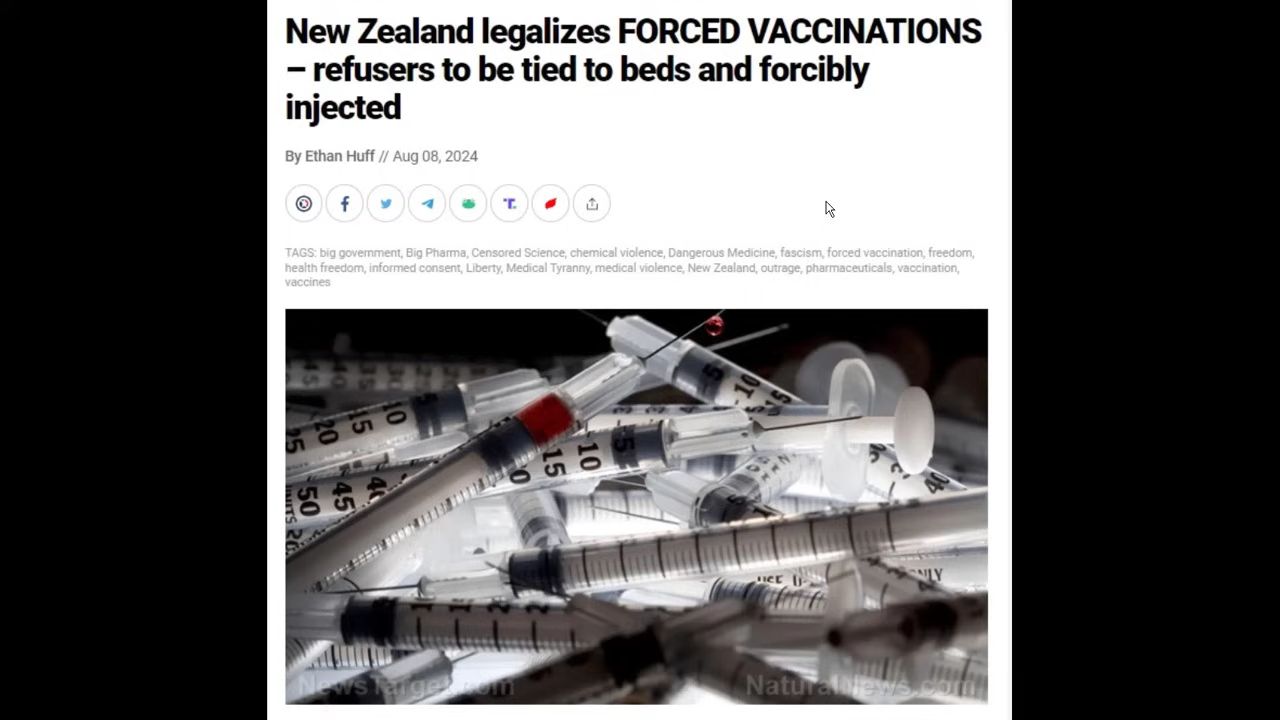 New Zealand legalizes FORCED VACCINATIONS
– refusers to be tied to beds and forcibly
injected
By Ethan Huff // Aug 08, 2024
TAGS: big government, Big Pharma, Censored Science, chemical violence, Dangerous Medicine, fascism, forced vaccination, freedom,
health freedom, informed consent, Liberty, Medical Tyranny, medical violence, New Zealand, outrage, pharmaceuticals, vaccination,
vaccines
NewsTarget.com
NaturalNews.com